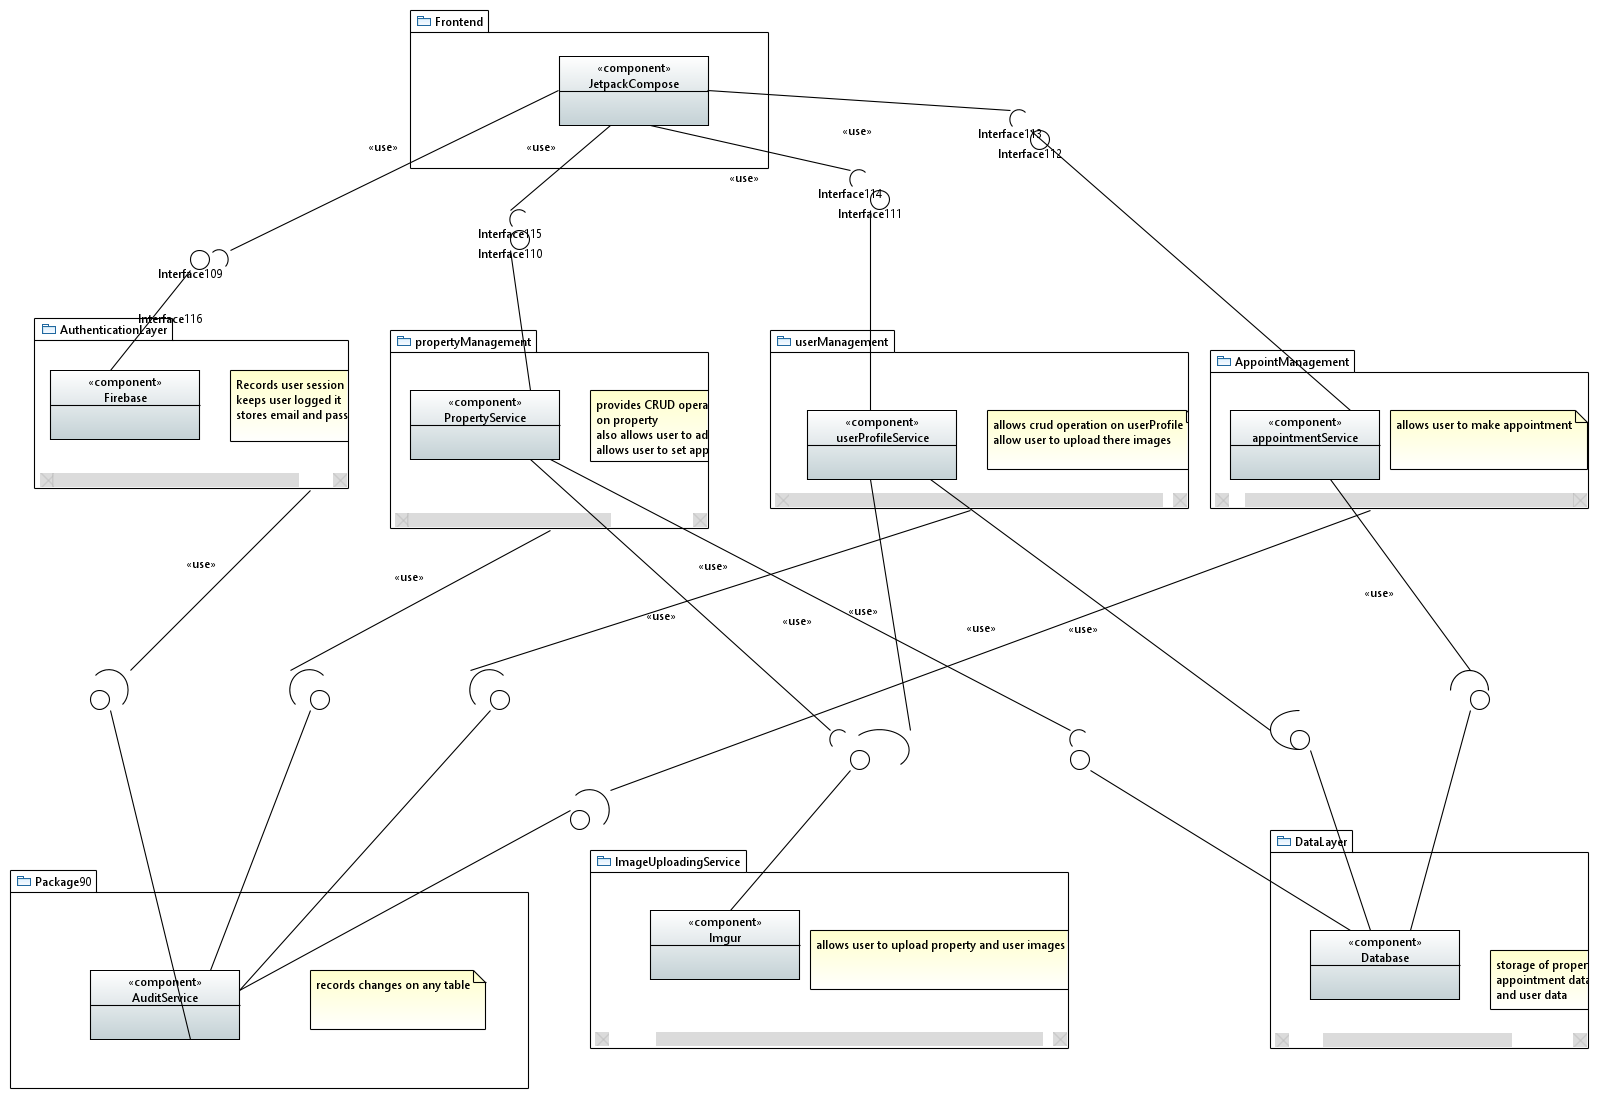 Frontend
«component»
JetpackCompose
«use»
«use»
«use»
«use»
Interface113
Interface112
Interface114
Interface111
Interface115
Interface110
Interface109
Interface116
AuthenticationLayer
«component»
Firebase
Records user session
keeps user logged it
stores email and pass
propertyManagement
«component»
PropertyService
provides CRUD opera
on property
also allows user to ad
allows user to set app
userManagement
«component»
userProfileService
allows crud operation on userProfile
allow user to upload there images
AppointManagement
«component»
appointmentService
allows user to make appointment
«use»
«use»
«use»
«use»
«use»
«use»
«use»
«use»
«use»
Package90
«component»
AuditService
records changes on any table
ImageUploadingService
«component»
Imgur
allows user to upload property and user images
DataLayer
«component»
Database
storage of proper
appointment data
and user data